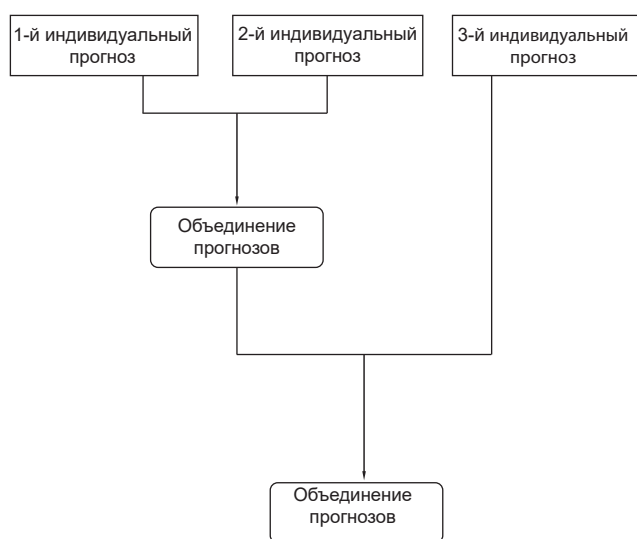 1-й индивидуальный
прогноз
2-й индивидуальный
прогноз
3-й индивидуальный
прогноз
Объединение
прогнозов
Объединение
прогнозов